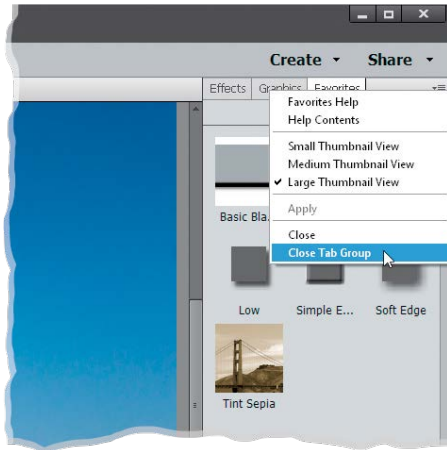 Create Share
Effects Graphics Favorites
Favorites Help
Help Contents
Small Thumbnail View
Medium Thumbnail View
Large Thumbnail View
Apply
Close
Close Tab Group
Basic Bla...
Low Simple E... Soft Edge
Tint Sepia